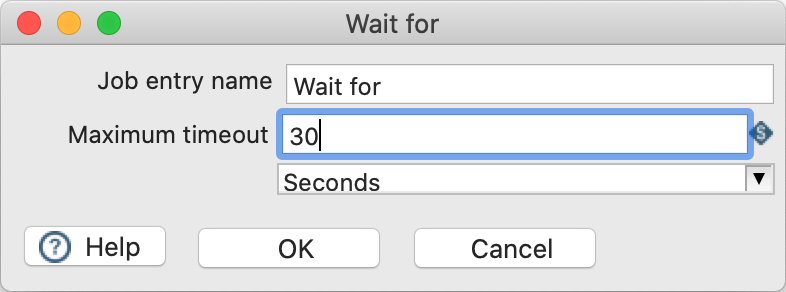 Wait for
Job entry name Wait for
Maximum timeout 30
Seconds
Help OK Cancel